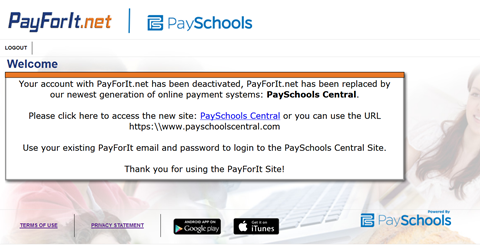 PayForIt.net PaySchools
LOGOUT
Welcome
Your account with PayForIt.net has been deactivated, PayForIt.net has been replaced by
our newest generation of online payment systems: PaySchools Central.
Please click here to access the new site: PaySchools Central or you can use the URL
https:\\www.payschoolscentral.com
Use your existing PayForIt email and password to login to the PaySchools Central Site.
Thank you for using the PayForIt Site!
Powered By
TERMS OF USE PRIVACY STATEMENT ANDROID APP ON Google play Get it on iTunes PaySchools